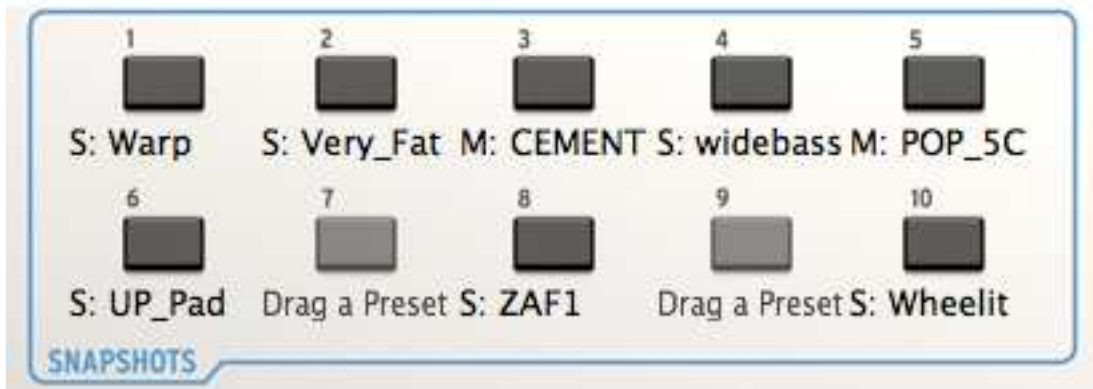 1 2 3 4 5
S: Warp S: Very_Fat M: CEMENT S: widebass M: POP_5C
6 7 8 9 10
S: UP_Pad Drag a Preset S: ZAF1 Drag a Preset S: Wheelit
SNAPSHOTS